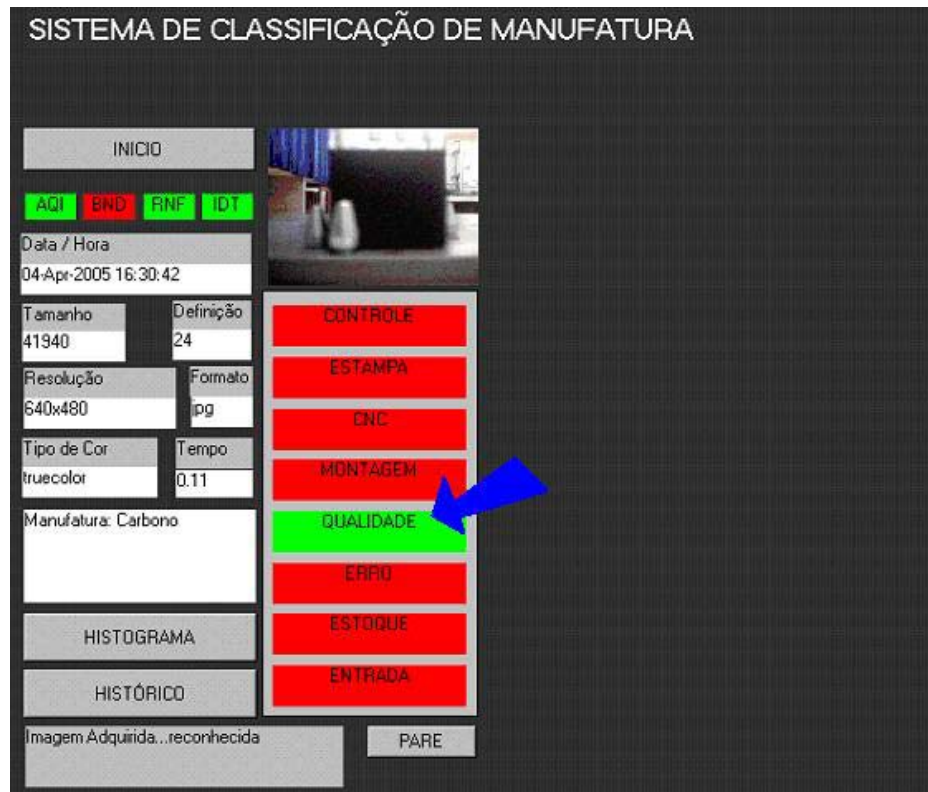 SISTEMA DE CLASSIFICAÇÃO DE MANUFATURA
INICIO
AQI BND RNF IDT
Data / Hora
04-Apr-2005 16:30:42
Tamanho Definição
41940 24
Resolução Formato
640x480 jpg
Tipo de Cor Tempo
truecolor 0.11
Manufatura: Carbono
HISTOGRAMA
HISTÓRICO
Imagem Adquirida...reconhecida
CONTROLE
ESTAMPA
CNC
MONTAGEM
QUALIDADE
ERRO
ESTOQUE
ENTRADA
PARE